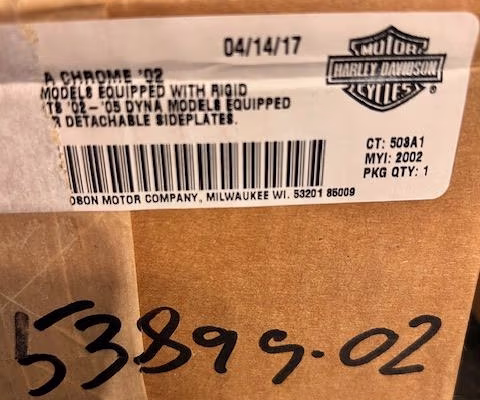 04/14/17
MOTOR
HARLEY-DAVIDSON
CYCLES
®
A CHROME '02
MODELS EQUIPPED WITH RIGID
'TS '02-'05 DYNA MODELS EQUIPPED
DETACHABLE SIDEPLATES.
CT: 503A1
MYI: 2002
PKG QTY: 1
DSON MOTOR COMPANY, MILWAUKEE WI. 53201 85009
53899-02